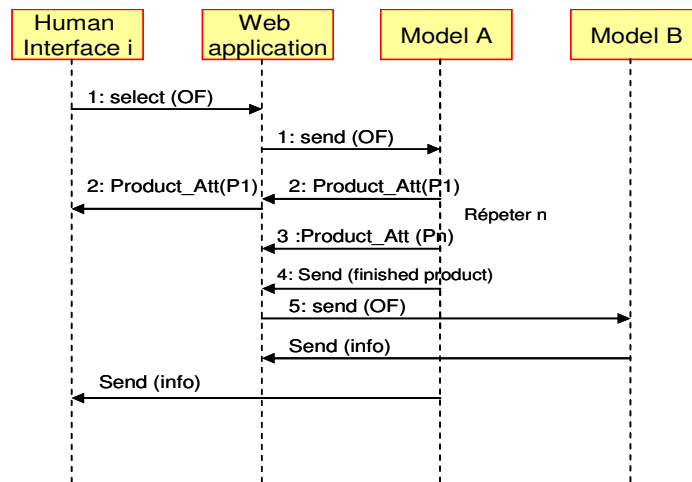 Human
Interface i
Web
application
Model A
Model B
1: select (OF)
1: send (OF)
2: Product_Att(P1)
2: Product_Att(P1)
Répeter n
3 :Product_Att (Pn)
4: Send (finished product)
5: send (OF)
Send (info)
Send (info)